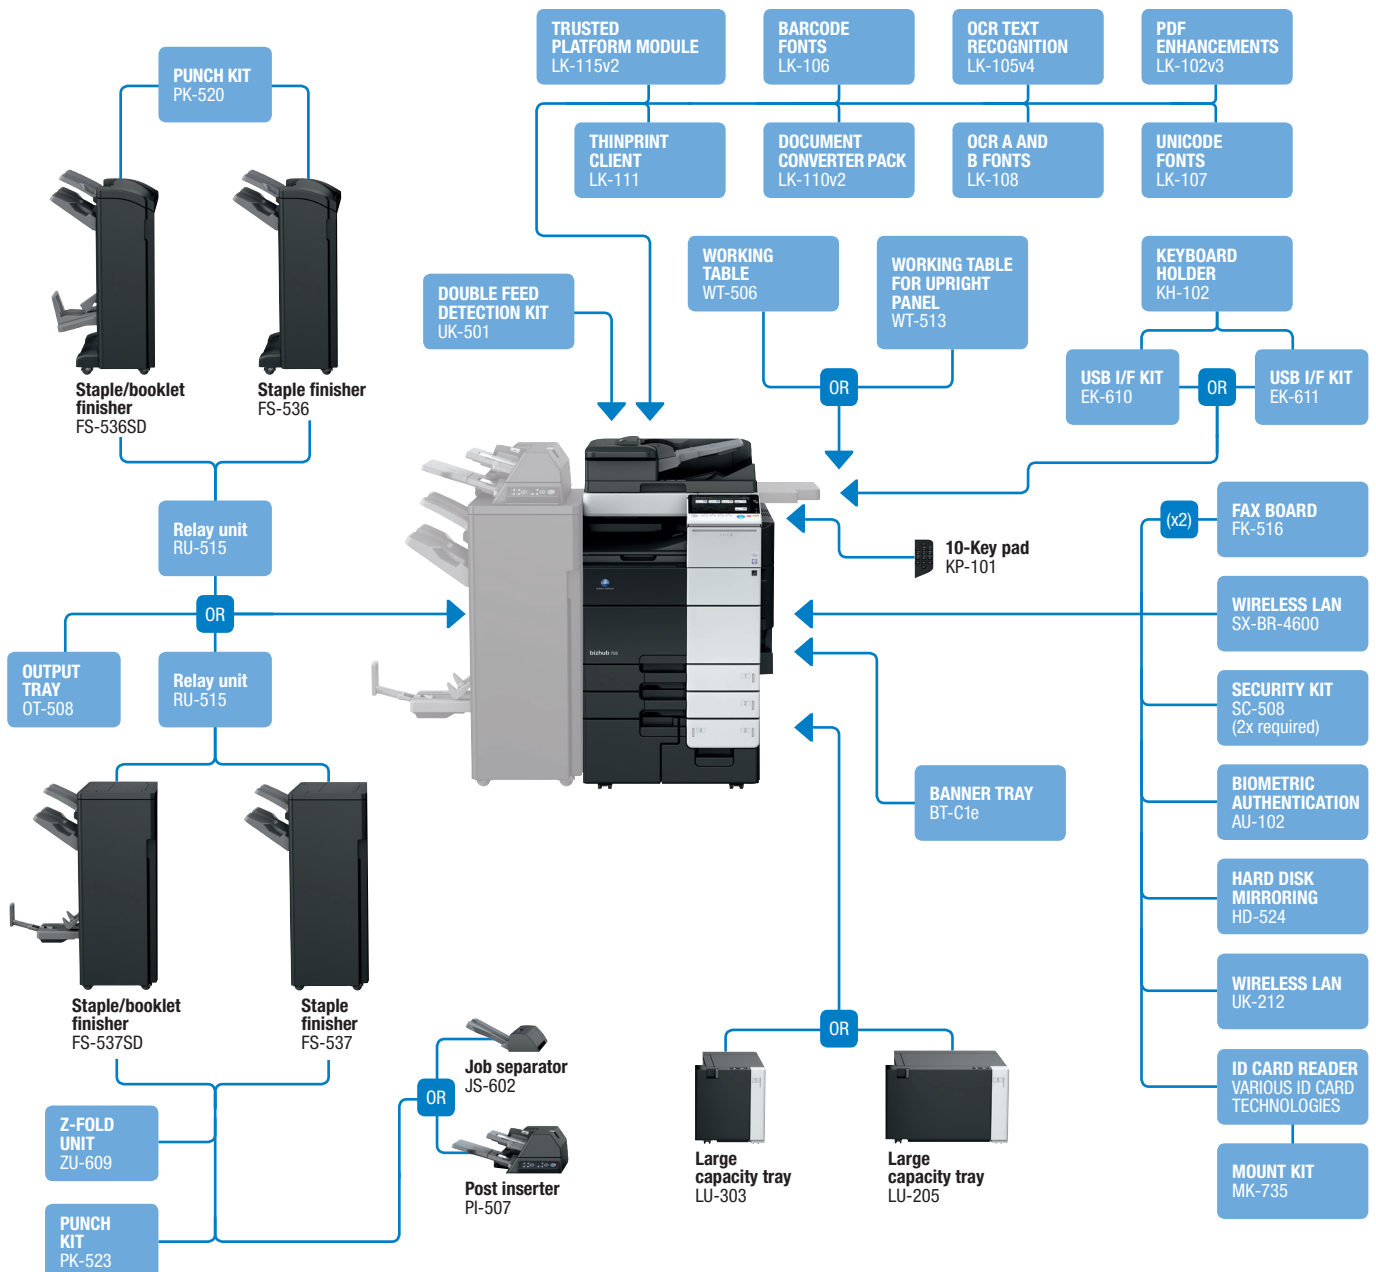 TRUSTED
PLATFORM MODULE
LK-115v2
BARCODE
FONTS
LK-106
OCR TEXT
RECOGNITION
LK-105v4
PDF
ENHANCEMENTS
LK-102v3
PUNCH KIT
PK-520
THINPRINT
CLIENT
LK-111
DOCUMENT
CONVERTER PACK
LK-110v2
OCR A AND
B FONTS
LK-108
UNICODE
FONTS
LK-107
WORKING
TABLE
WT-506
WORKING TABLE
FOR UPRIGHT
PANEL
WT-513
KEYBOARD
HOLDER
KH-102
DOUBLE FEED
DETECTION KIT
UK-501
OR
USB I/F KIT
EK-610
OR
USB I/F KIT
EK-611
Staple/booklet
finisher
FS-536SD
Staple finisher
FS-536
Relay unit
RU-515
(x2)
FAX BOARD
FK-516
10-Key pad
KP-101
OR
WIRELESS LAN
SX-BR-4600
OUTPUT
TRAY
OT-508
Relay unit
RU-515
bizhub
SECURITY KIT
SC-508
(2x required)
BANNER TRAY
BT-C1e
BIOMETRIC
AUTHENTICATION
AU-102
HARD DISK
MIRRORING
HD-524
WIRELESS LAN
UK-212
Staple/booklet
finisher
FS-537SD
Staple
finisher
FS-537
OR
Job separator
JS-602
OR
ID CARD READER
VARIOUS ID CARD
TECHNOLOGIES
Z-FOLD
UNIT
ZU-609
Post inserter
PI-507
Large
capacity tray
LU-303
Large
capacity tray
LU-205
MOUNT KIT
MK-735
PUNCH
KIT
PK-523